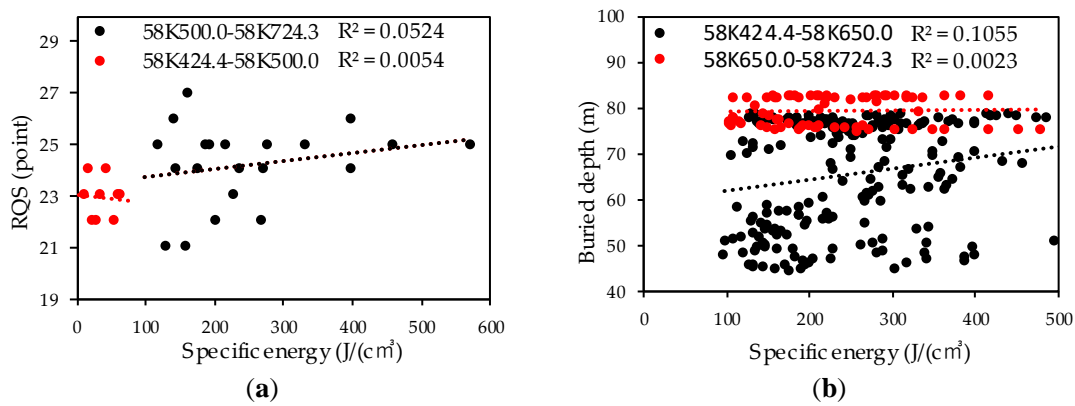 29
27
25
23
21
19
RQS (point)
58K500.0-58K724.3 R² = 0.0524
58K424.4-58K500.0 R² = 0.0054
0 100 200 300 400 500 600
Specific energy (J/(cm³)
(a)
100
90
80
70
60
50
40
Buried depth (m)
58K424.4-58K650.0 R² = 0.1055
58K650.0-58K724.3 R² = 0.0023
0 100 200 300 400 500
Specific energy (J/(cm³)
(b)